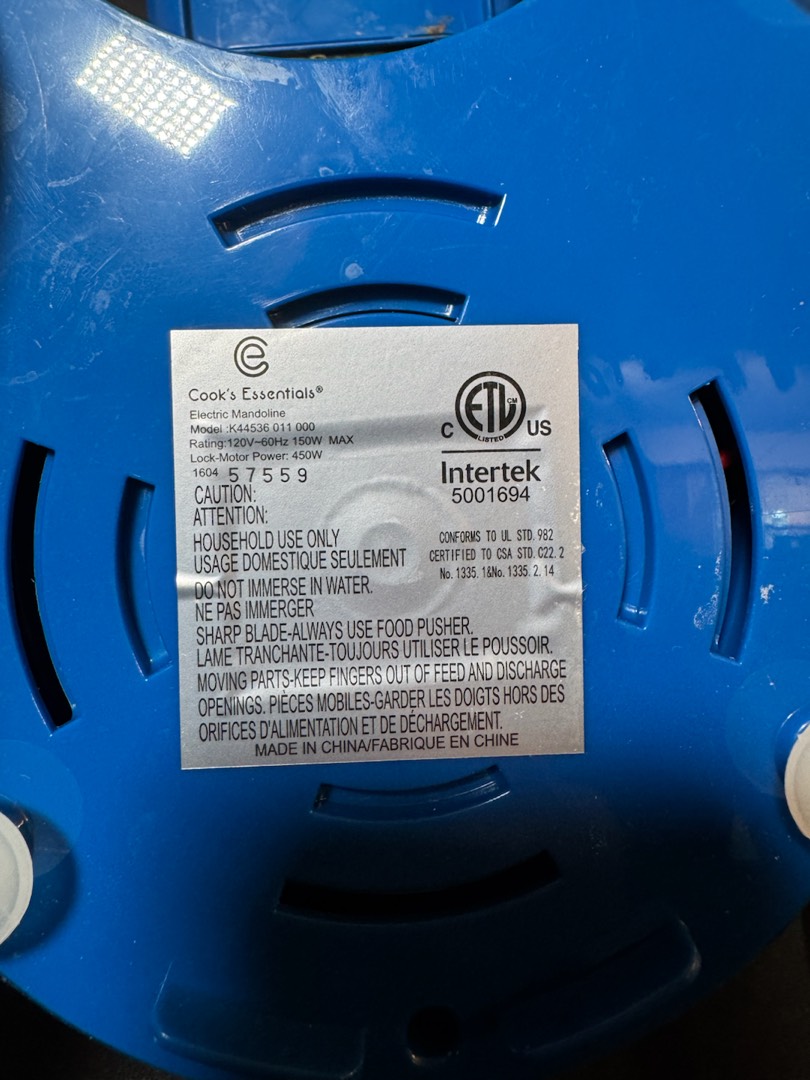 Cook's Essentials®
Electric Mandoline
Model :K44536 011 000
Rating:120V~60Hz 150W MAX
Lock-Motor Power: 450W
1604 57559
CAUTION:
ATTENTION:
HOUSEHOLD USE ONLY
USAGE DOMESTIQUE SEULEMENT
DO NOT IMMERSE IN WATER.
NE PAS IMMERGER
SHARP BLADE-ALWAYS USE FOOD PUSHER.
LAME TRANCHANTE-TOUJOURS UTILISER LE POUSSOIR.
MOVING PARTS-KEEP FINGERS OUT OF FEED AND DISCHARGE
OPENINGS. PIÈCES MOBILES-GARDER LES DOIGTS HORS DES
ORIFICES D'ALIMENTATION ET DE DÉCHARGEMENT.
MADE IN CHINA/FABRIQUE EN CHINE
ETL CM
LISTED
C US
Intertek
5001694
CONFORMS TO UL STD. 982
CERTIFIED TO CSA STD. C22. 2
No. 1335. 1&No. 1335. 2. 14